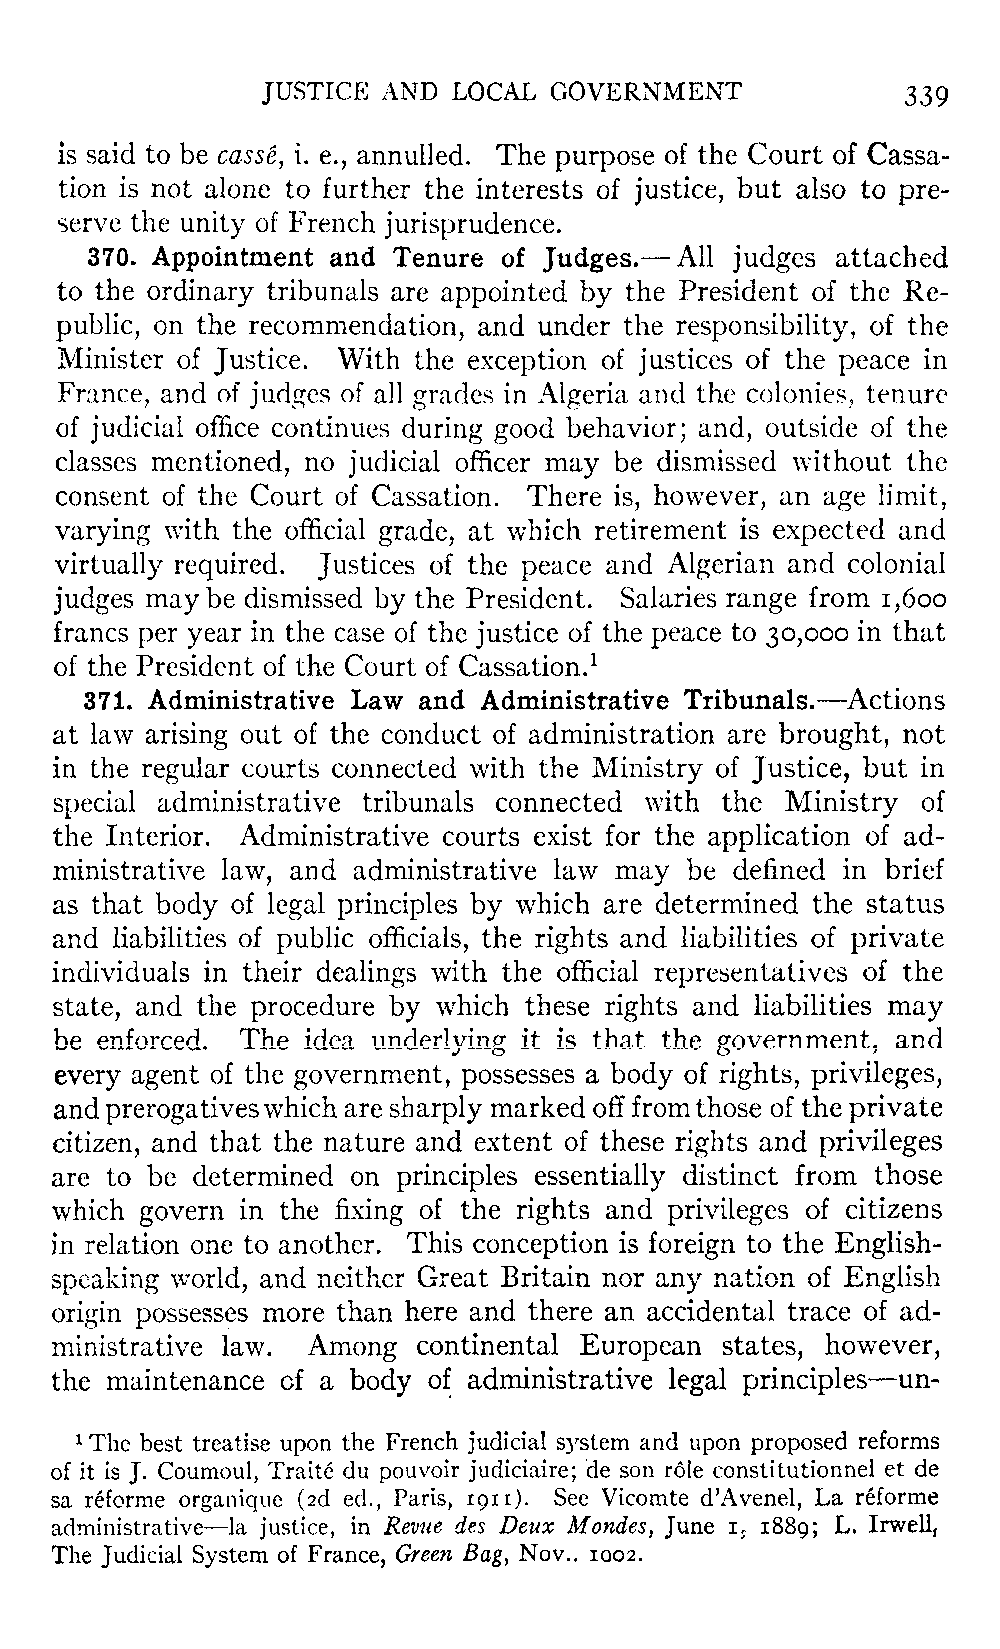 JUSTICE AND LOCAL GOVERNMENT 339
is said to be cassé, i. e., annulled. The purpose of the Court of Cassa-
tion is not alone to further the interests of justice, but also to pre-
serve the unity of French jurisprudence.
370. Appointment and Tenure of Judges.—All judges attached
to the ordinary tribunals are appointed by the President of the Re-
public, on the recommendation, and under the responsibility, of the
Minister of Justice. With the exception of justices of the peace in
France, and of judges of all grades in Algeria and the colonies, tenure
of judicial office continues during good behavior; and, outside of the
classes mentioned, no judicial officer may be dismissed without the
consent of the Court of Cassation. There is, however, an age limit,
varying with the official grade, at which retirement is expected and
virtually required. Justices of the peace and Algerian and colonial
judges may be dismissed by the President. Salaries range from 1,600
francs per year in the case of the justice of the peace to 30,000 in that
of the President of the Court of Cassation.¹
371. Administrative Law and Administrative Tribunals.—Actions
at law arising out of the conduct of administration are brought, not
in the regular courts connected with the Ministry of Justice, but in
special administrative tribunals connected with the Ministry of
the Interior. Administrative courts exist for the application of ad-
ministrative law, and administrative law may be defined in brief
as that body of legal principles by which are determined the status
and liabilities of public officials, the rights and liabilities of private
individuals in their dealings with the official representatives of the
state, and the procedure by which these rights and liabilities may
be enforced. The idea underlying it is that the government, and
every agent of the government, possesses a body of rights, privileges,
and prerogatives which are sharply marked off from those of the private
citizen, and that the nature and extent of these rights and privileges
are to be determined on principles essentially distinct from those
which govern in the fixing of the rights and privileges of citizens
in relation one to another. This conception is foreign to the English-
speaking world, and neither Great Britain nor any nation of English
origin possesses more than here and there an accidental trace of ad-
ministrative law. Among continental European states, however,
the maintenance of a body of administrative legal principles—un-
¹ The best treatise upon the French judicial system and upon proposed reforms
of it is J. Coumoul, Traité du pouvoir judiciaire; de son rôle constitutionnel et de
sa réforme organique (2d ed., Paris, 1911). See Vicomte d'Avenel, La réforme
administrative—la justice, in Revue des Deux Mondes, June 1, 1889; L. Irwell,
The Judicial System of France, Green Bag, Nov.. 1902.